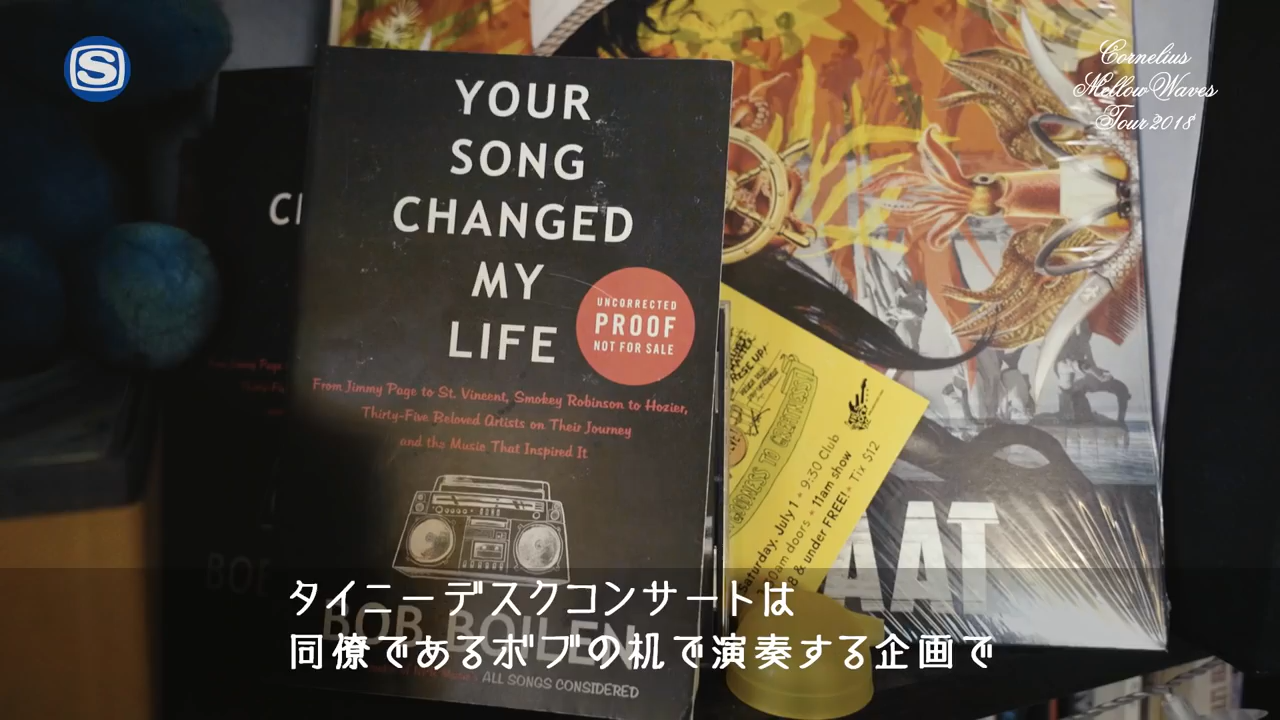 S
Cornelius
Mellow Waves
Tour 2018
YOUR
SONG
CHANGED
MY
LIFE
UNCORRECTED
PROOF
NOT FOR SALE
From Jimmy Page to St. Vincent, Smokey Robinson to Hozier,
Thirty-Five Beloved Artists on Their Journey
and the Music That Inspired It
BOB BOILEN
ALL SONGS CONSIDERED
RISE UP!
Saturday, July 1 • 9:30 Club
am doors • 11am show
& under FREE! • Tix $12
AAT
タイニーデスクコンサートは
同僚であるボブの机で演奏する企画で